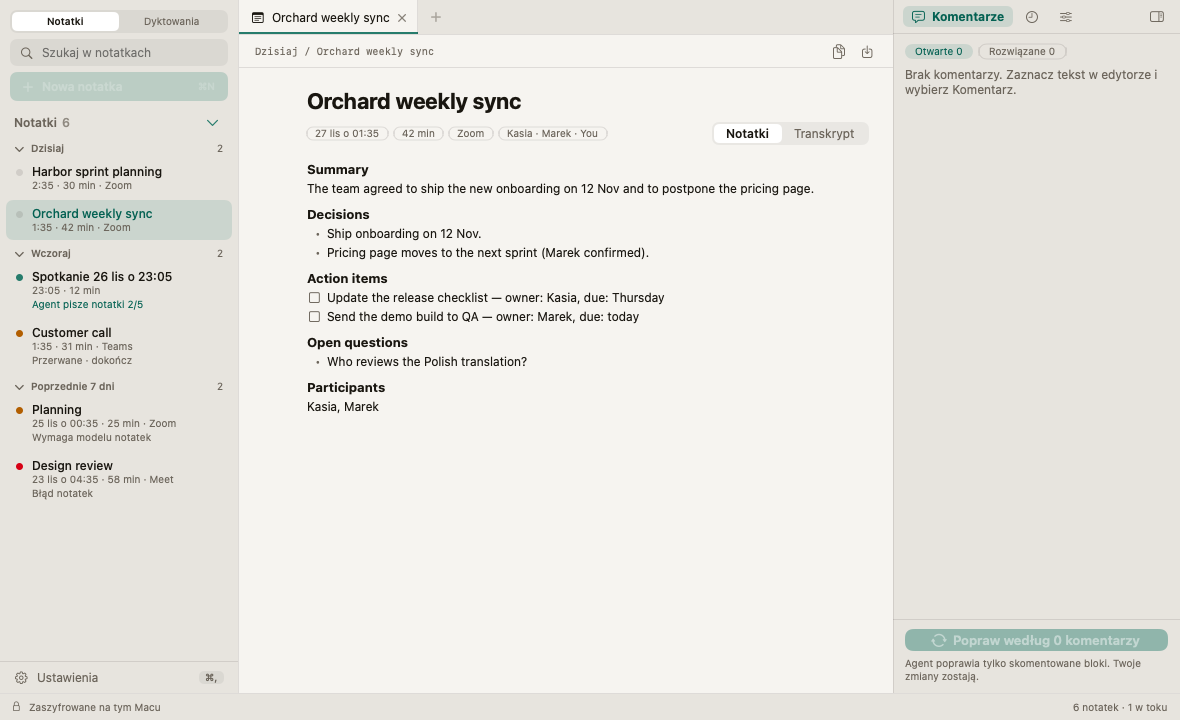 Notatki
Dyktowania
Szukaj w notatkach
+ Nowa notatka ⌘N
Notatki 6
Dzisiaj 2
Harbor sprint planning
2:35 · 30 min · Zoom
Orchard weekly sync
1:35 · 42 min · Zoom
Wczoraj 2
Spotkanie 26 lis o 23:05
23:05 · 12 min
Agent pisze notatki 2/5
Customer call
1:35 · 31 min · Teams
Przerwane · dokończ
Poprzednie 7 dni 2
Planning
25 lis o 00:35 · 25 min · Zoom
Wymaga modelu notatek
Design review
23 lis o 04:35 · 58 min · Meet
Błąd notatek
Ustawienia ⌘,
Zaszyfrowane na tym Macu
Orchard weekly sync
Dzisiaj / Orchard weekly sync
Orchard weekly sync
27 lis o 01:35
42 min
Zoom
Kasia · Marek · You
Notatki
Transkrypt
Summary
The team agreed to ship the new onboarding on 12 Nov and to postpone the pricing page.
Decisions
· Ship onboarding on 12 Nov.
· Pricing page moves to the next sprint (Marek confirmed).
Action items
Update the release checklist — owner: Kasia, due: Thursday
Send the demo build to QA — owner: Marek, due: today
Open questions
· Who reviews the Polish translation?
Participants
Kasia, Marek
Komentarze
Otwarte 0
Rozwiązane 0
Brak komentarzy. Zaznacz tekst w edytorze i
wybierz Komentarz.
Popraw według 0 komentarzy
Agent poprawia tylko skomentowane bloki. Twoje
zmiany zostają.
6 notatek · 1 w toku